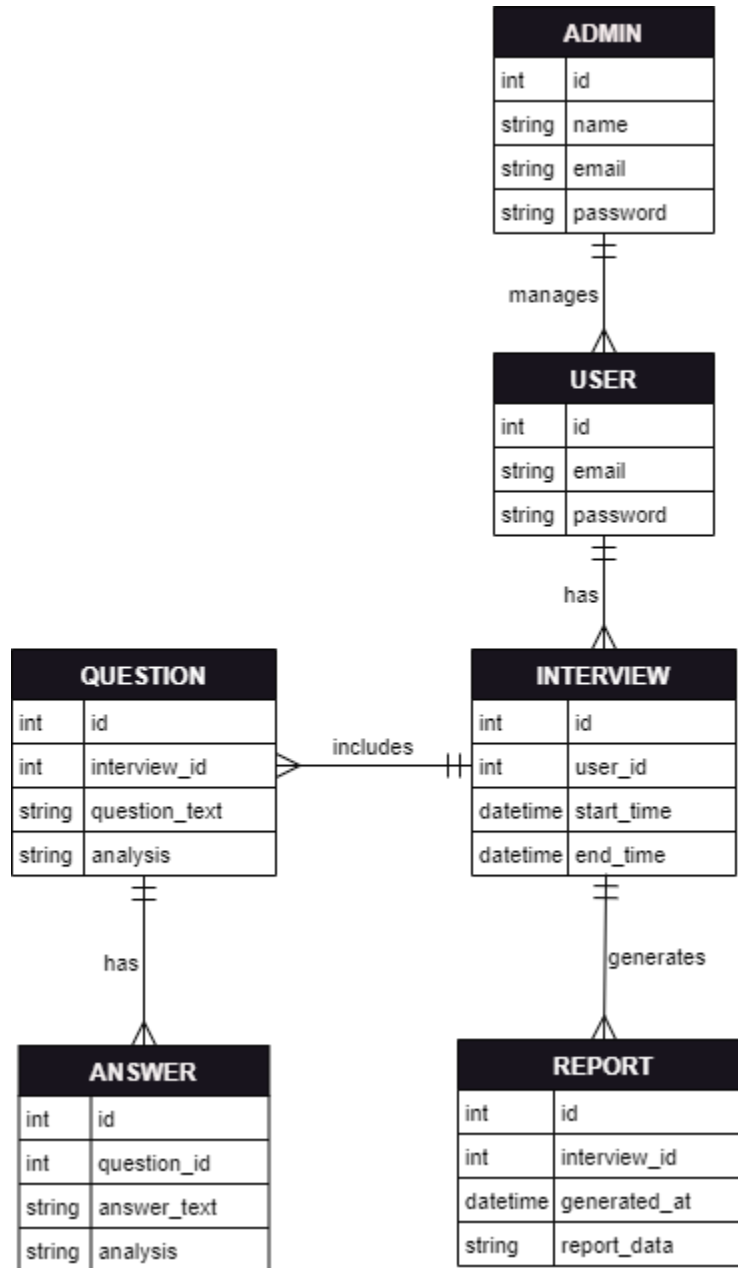 ADMIN
int id
string name
string email
string password
manages
USER
int id
string email
string password
has
QUESTION
int id
int interview_id
string question_text
string analysis
includes
INTERVIEW
int id
int user_id
datetime start_time
datetime end_time
has
generates
ANSWER
int id
int question_id
string answer_text
string analysis
REPORT
int id
int interview_id
datetime generated_at
string report_data